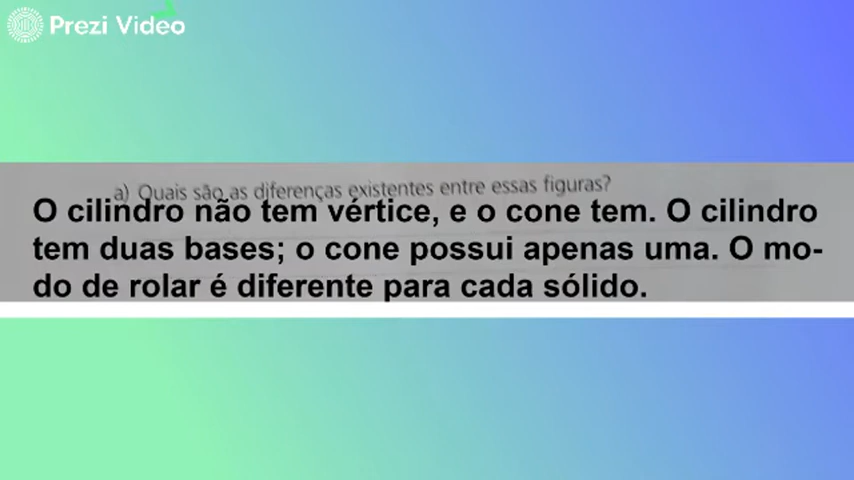 Prezi Video
a) Quais são as diferenças existentes entre essas figuras?
O cilindro não tem vértice, e o cone tem. O cilindro
tem duas bases; o cone possui apenas uma. O mo-
do de rolar é diferente para cada sólido.